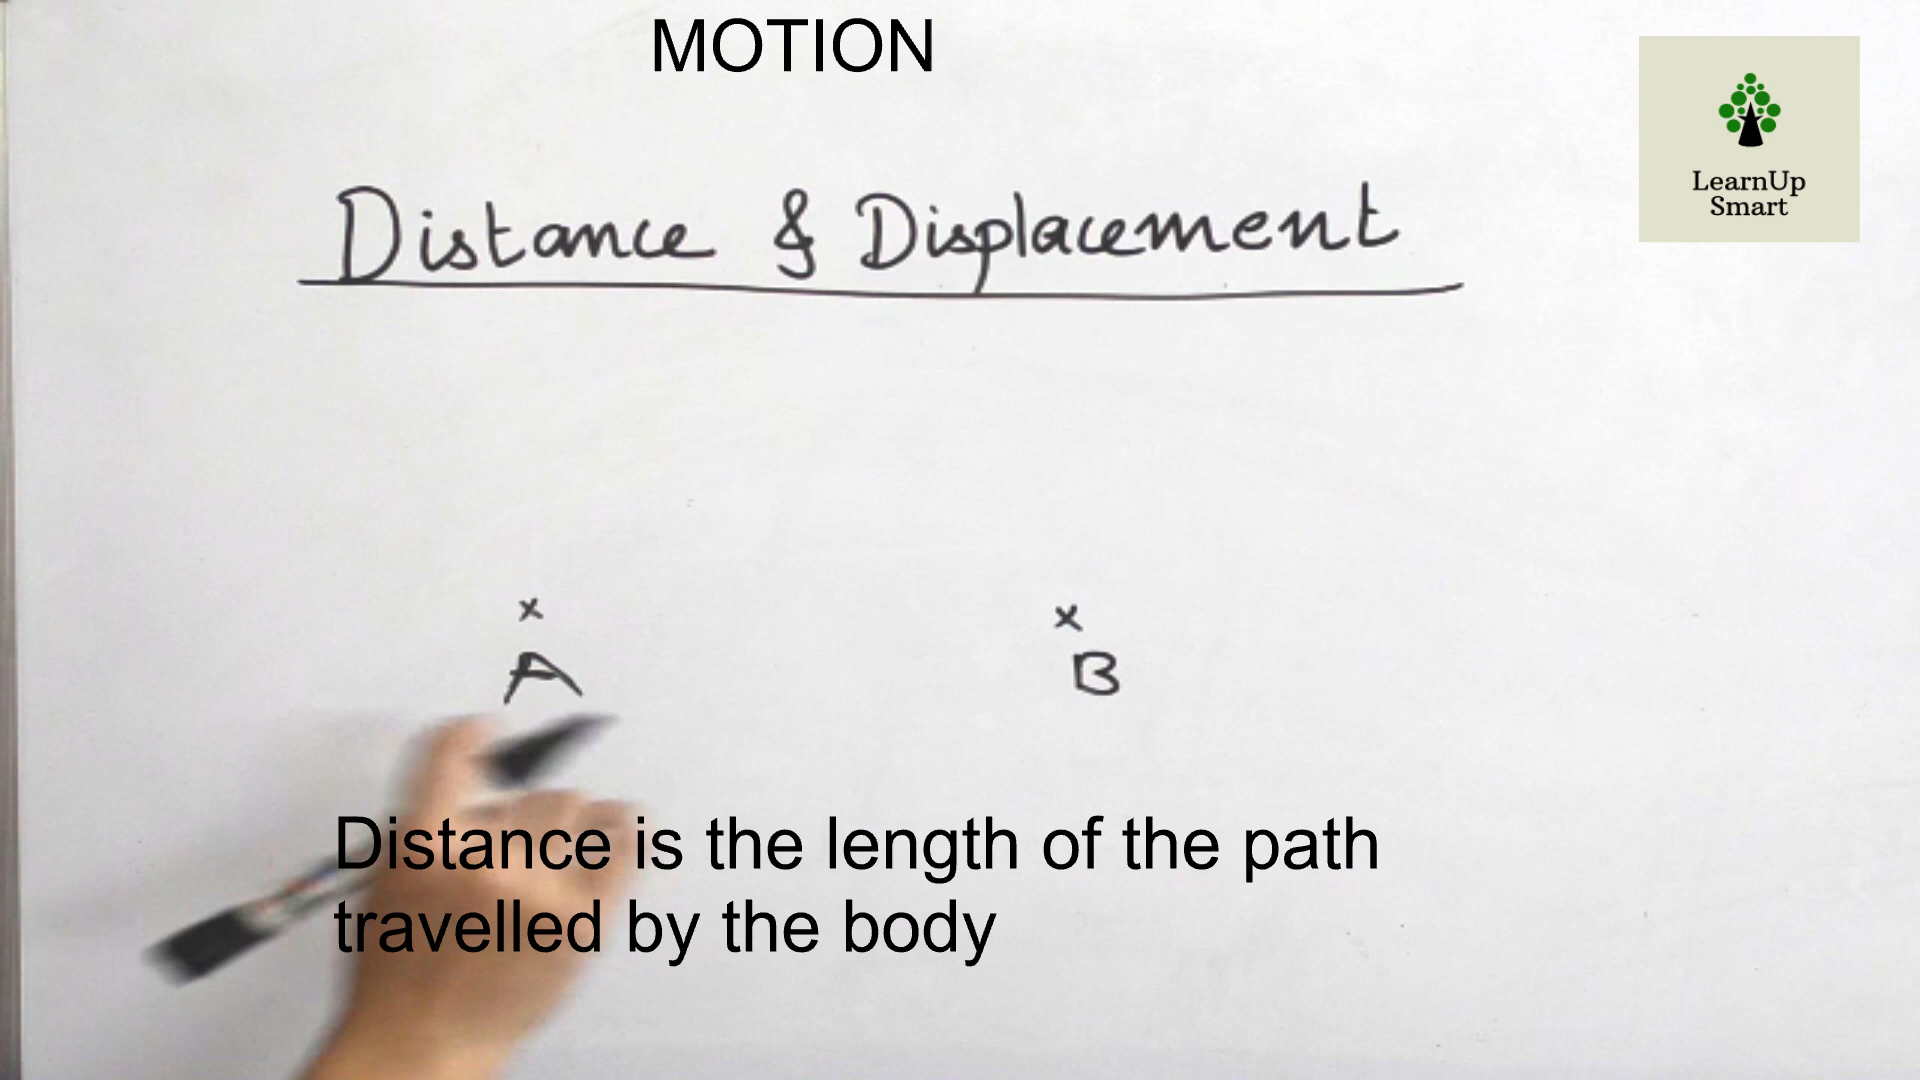 MOTION
LearnUp
Smart
Distance & Displacement
x x
A B
Distance is the length of the path
travelled by the body